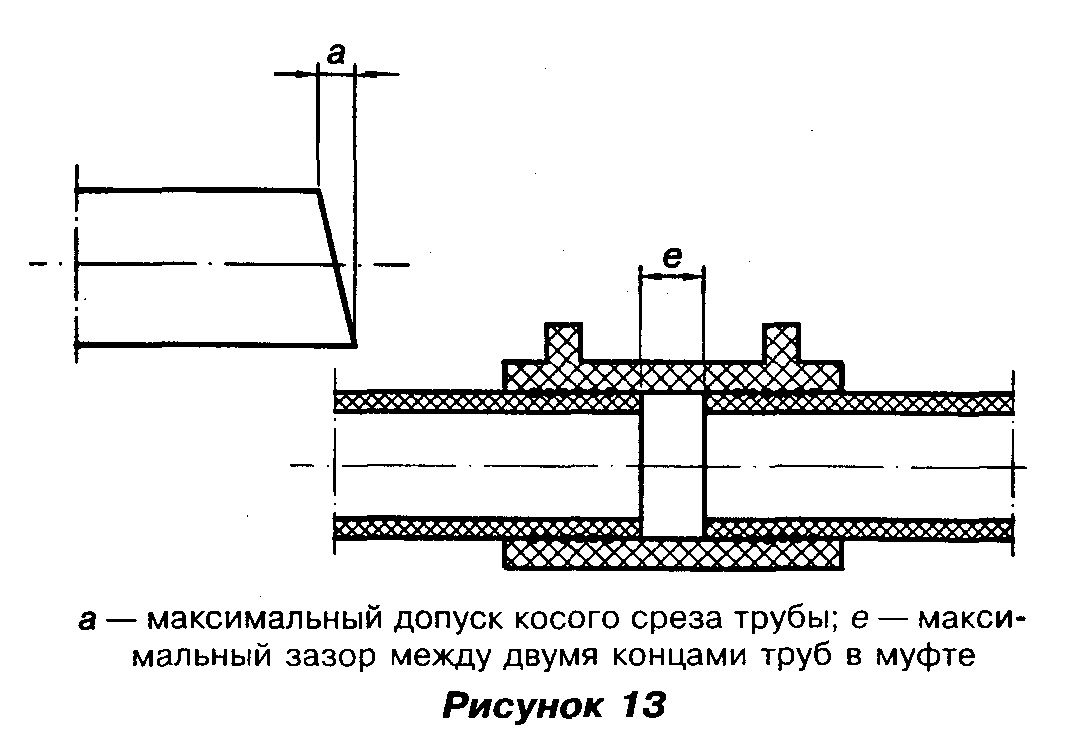 a
e
а — максимальный допуск косого среза трубы; е — макси-
мальный зазор между двумя концами труб в муфте
Рисунок 13